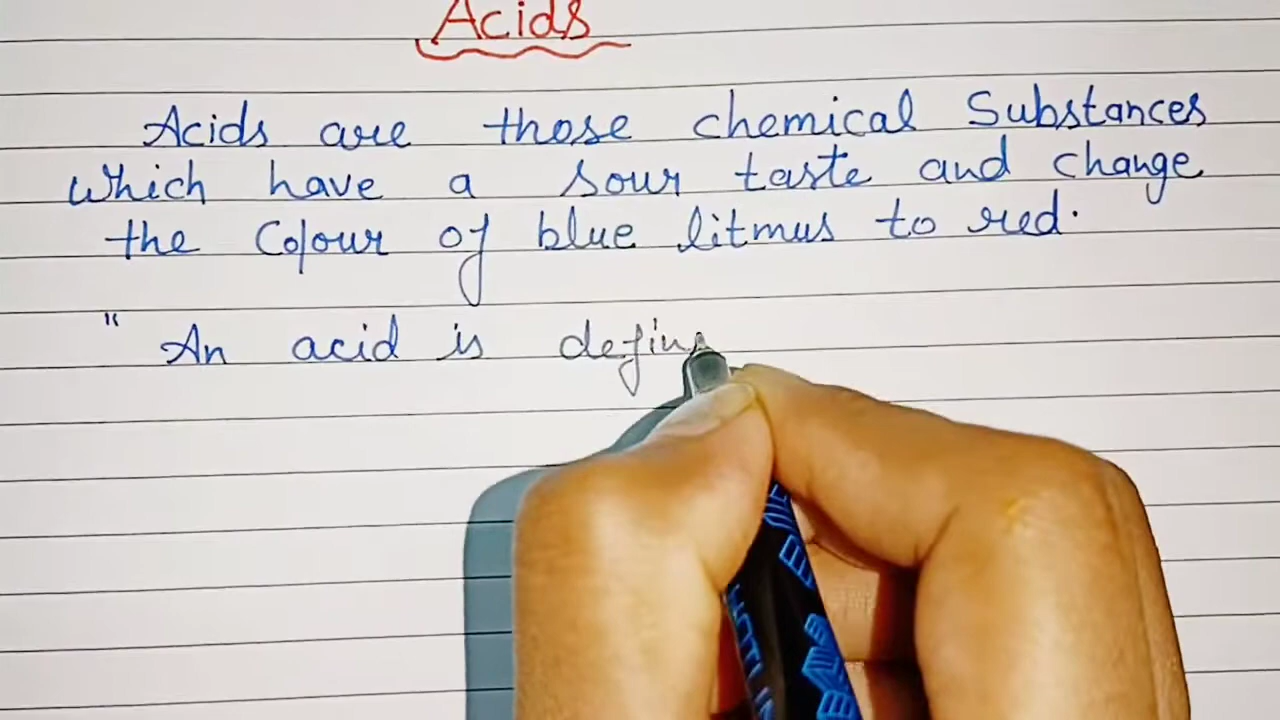 Acids
Acids are those chemical Substances
which have a sour taste and change
the Colour of blue litmus to red.
" An acid is defin